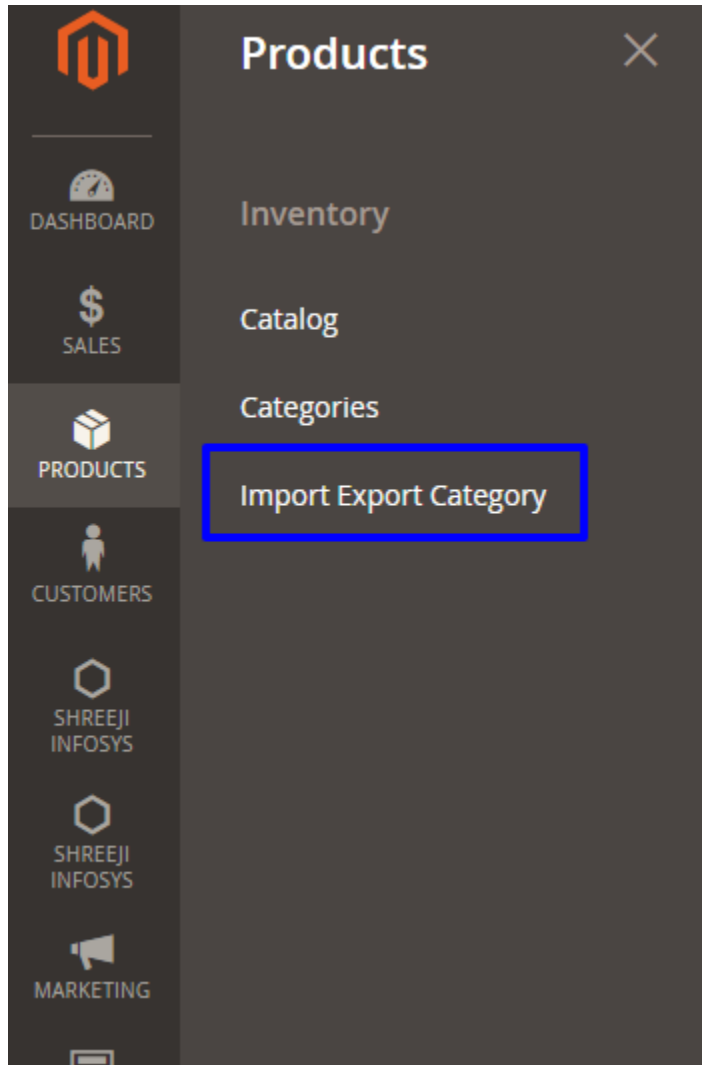 Products
DASHBOARD
Inventory
$
SALES
Catalog
Categories
PRODUCTS
Import Export Category
CUSTOMERS
SHREEJI
INFOSYS
SHREEJI
INFOSYS
MARKETING